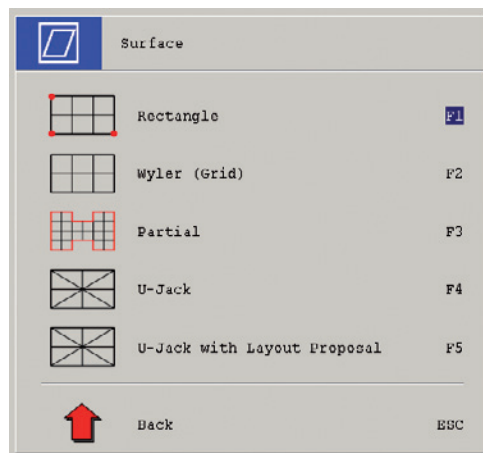 Surface
Rectangle F1
Wyler (Grid) F2
Partial F3
U-Jack F4
U-Jack with Layout Proposal F5
Back ESC